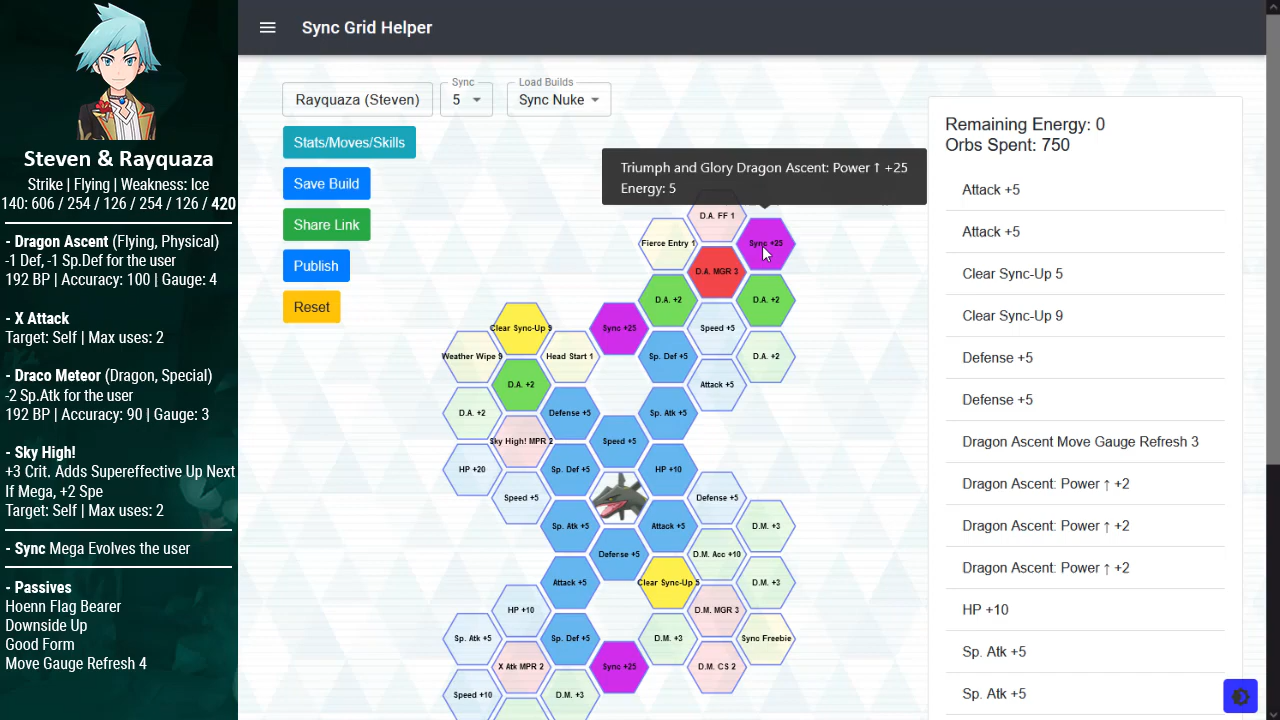 Steven & Rayquaza
Strike | Flying | Weakness: Ice
140: 606 / 254 / 126 / 254 / 126 / 420
- Dragon Ascent (Flying, Physical)
-1 Def, -1 Sp.Def for the user
192 BP | Accuracy: 100 | Gauge: 4
- X Attack
Target: Self | Max uses: 2
- Draco Meteor (Dragon, Special)
-2 Sp.Atk for the user
192 BP | Accuracy: 90 | Gauge: 3
- Sky High!
+3 Crit. Adds Supereffective Up Next
If Mega, +2 Spe
Target: Self | Max uses: 2
- Sync Mega Evolves the user
- Passives
Hoenn Flag Bearer
Downside Up
Good Form
Move Gauge Refresh 4
Sync Grid Helper
Rayquaza (Steven)
Sync
5
Load Builds
Sync Nuke
Stats/Moves/Skills
Save Build
Share Link
Publish
Reset
Triumph and Glory Dragon Ascent: Power ↑ +25
Energy: 5
D.A. FF 1
Fierce Entry 1
Sync +25
D.A. MGR 3
D.A. +2
D.A. +2
Clear Sync-Up 9
Sync +25
Speed +5
Weather Wipe 9
Head Start 1
Sp. Def +5
D.A. +2
D.A. +2
Attack +5
D.A. +2
Defense +5
Sp. Atk +5
Sky High! MPR 2
Speed +5
HP +20
Sp. Def +5
HP +10
Speed +5
Defense +5
Sp. Atk +5
Attack +5
D.M. +3
Defense +5
D.M. Acc +10
Attack +5
Clear Sync-Up 5
D.M. +3
HP +10
D.M. MGR 3
Sp. Atk +5
Sp. Def +5
D.M. +3
Sync Freebie
X Atk MPR 2
Sync +25
D.M. CS 2
Speed +10
D.M. +3
Remaining Energy: 0
Orbs Spent: 750
Attack +5
Attack +5
Clear Sync-Up 5
Clear Sync-Up 9
Defense +5
Defense +5
Dragon Ascent Move Gauge Refresh 3
Dragon Ascent: Power ↑ +2
Dragon Ascent: Power ↑ +2
Dragon Ascent: Power ↑ +2
HP +10
Sp. Atk +5
Sp. Atk +5